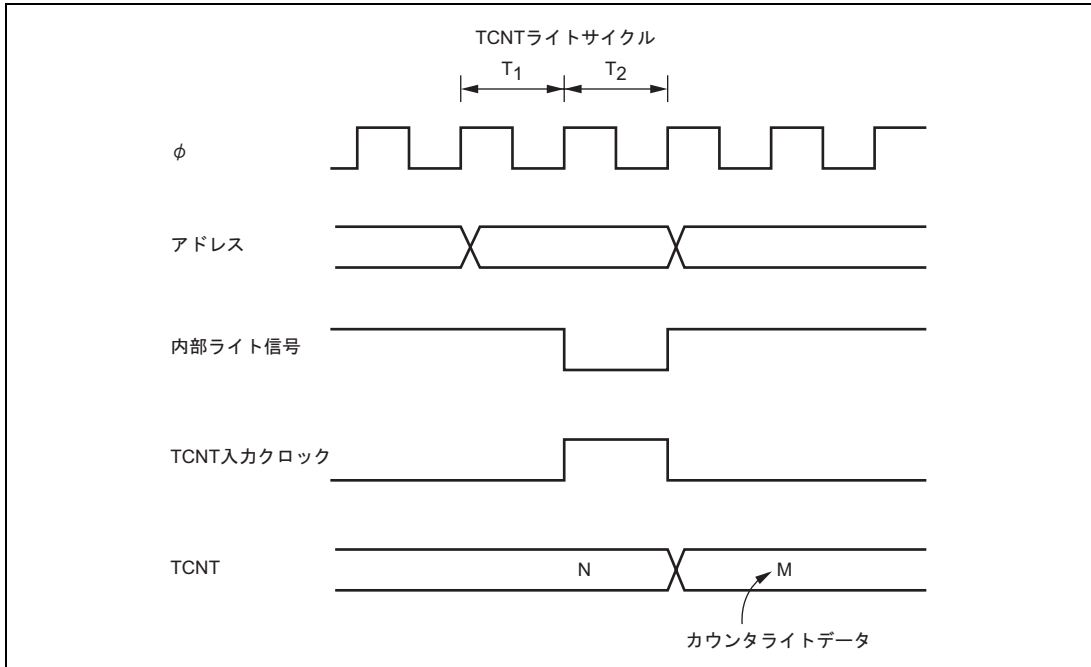 TCNTライトサイクル
T1 T2
φ
アドレス
内部ライト信号
TCNT入力クロック
TCNT N M
カウンタライトデータ